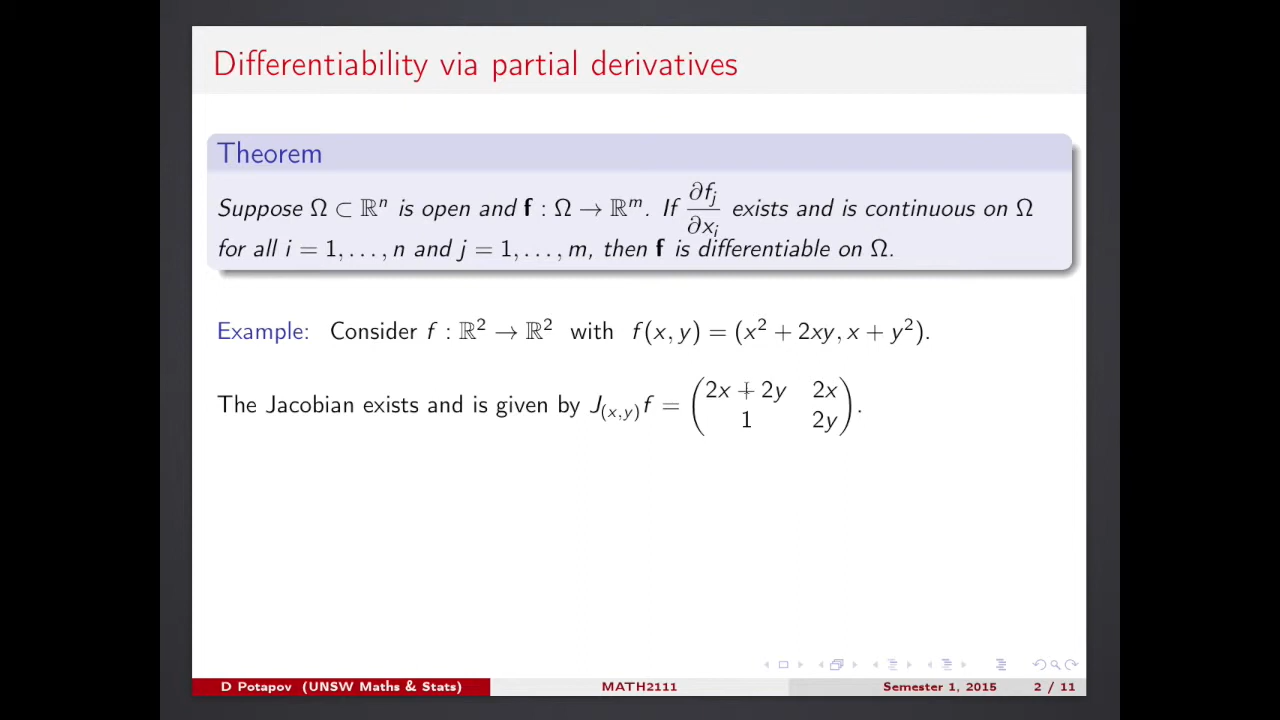 Differentiability via partial derivatives
Theorem
Suppose Ω ⊂ ℝⁿ is open and f : Ω → ℝᵐ. If ∂fⱼ/∂xᵢ exists and is continuous on Ω
for all i = 1, . . . , n and j = 1, . . . , m, then f is differentiable on Ω.
Example: Consider f : ℝ² → ℝ² with f(x, y) = (x² + 2xy, x + y²).
The Jacobian exists and is given by J₍ₓ,ᵧ₎f = (2x + 2y 2x
1 2y).
D Potapov (UNSW Maths & Stats) MATH2111 Semester 1, 2015 2 / 11